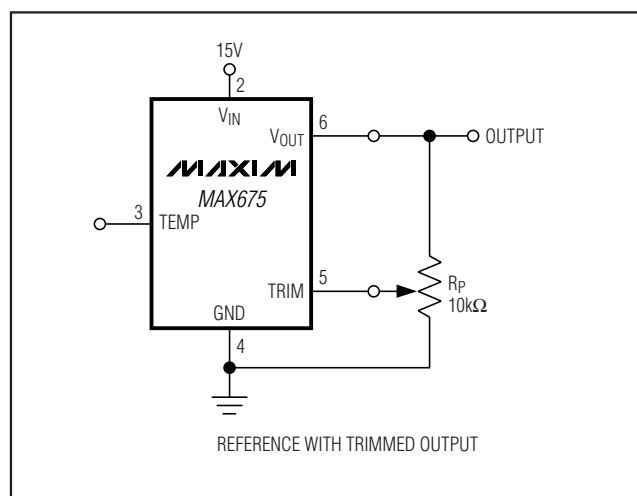 15V
2
VIN
6
VOUT
OUTPUT
MAXIM
MAX675
3
TEMP
5
TRIM
RP
10kΩ
GND
4
REFERENCE WITH TRIMMED OUTPUT